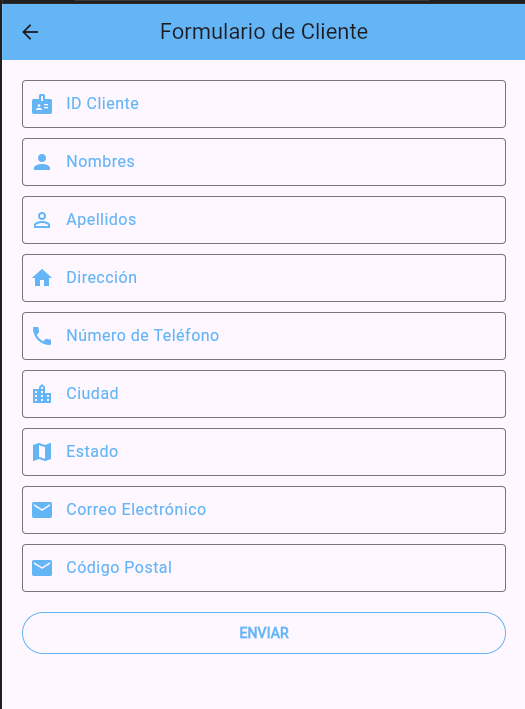 Formulario de Cliente
ID Cliente
Nombres
Apellidos
Dirección
Número de Teléfono
Ciudad
Estado
Correo Electrónico
Código Postal
ENVIAR